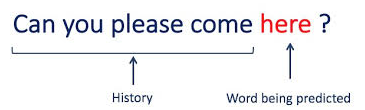 Can you please come here ?
History
Word being predicted